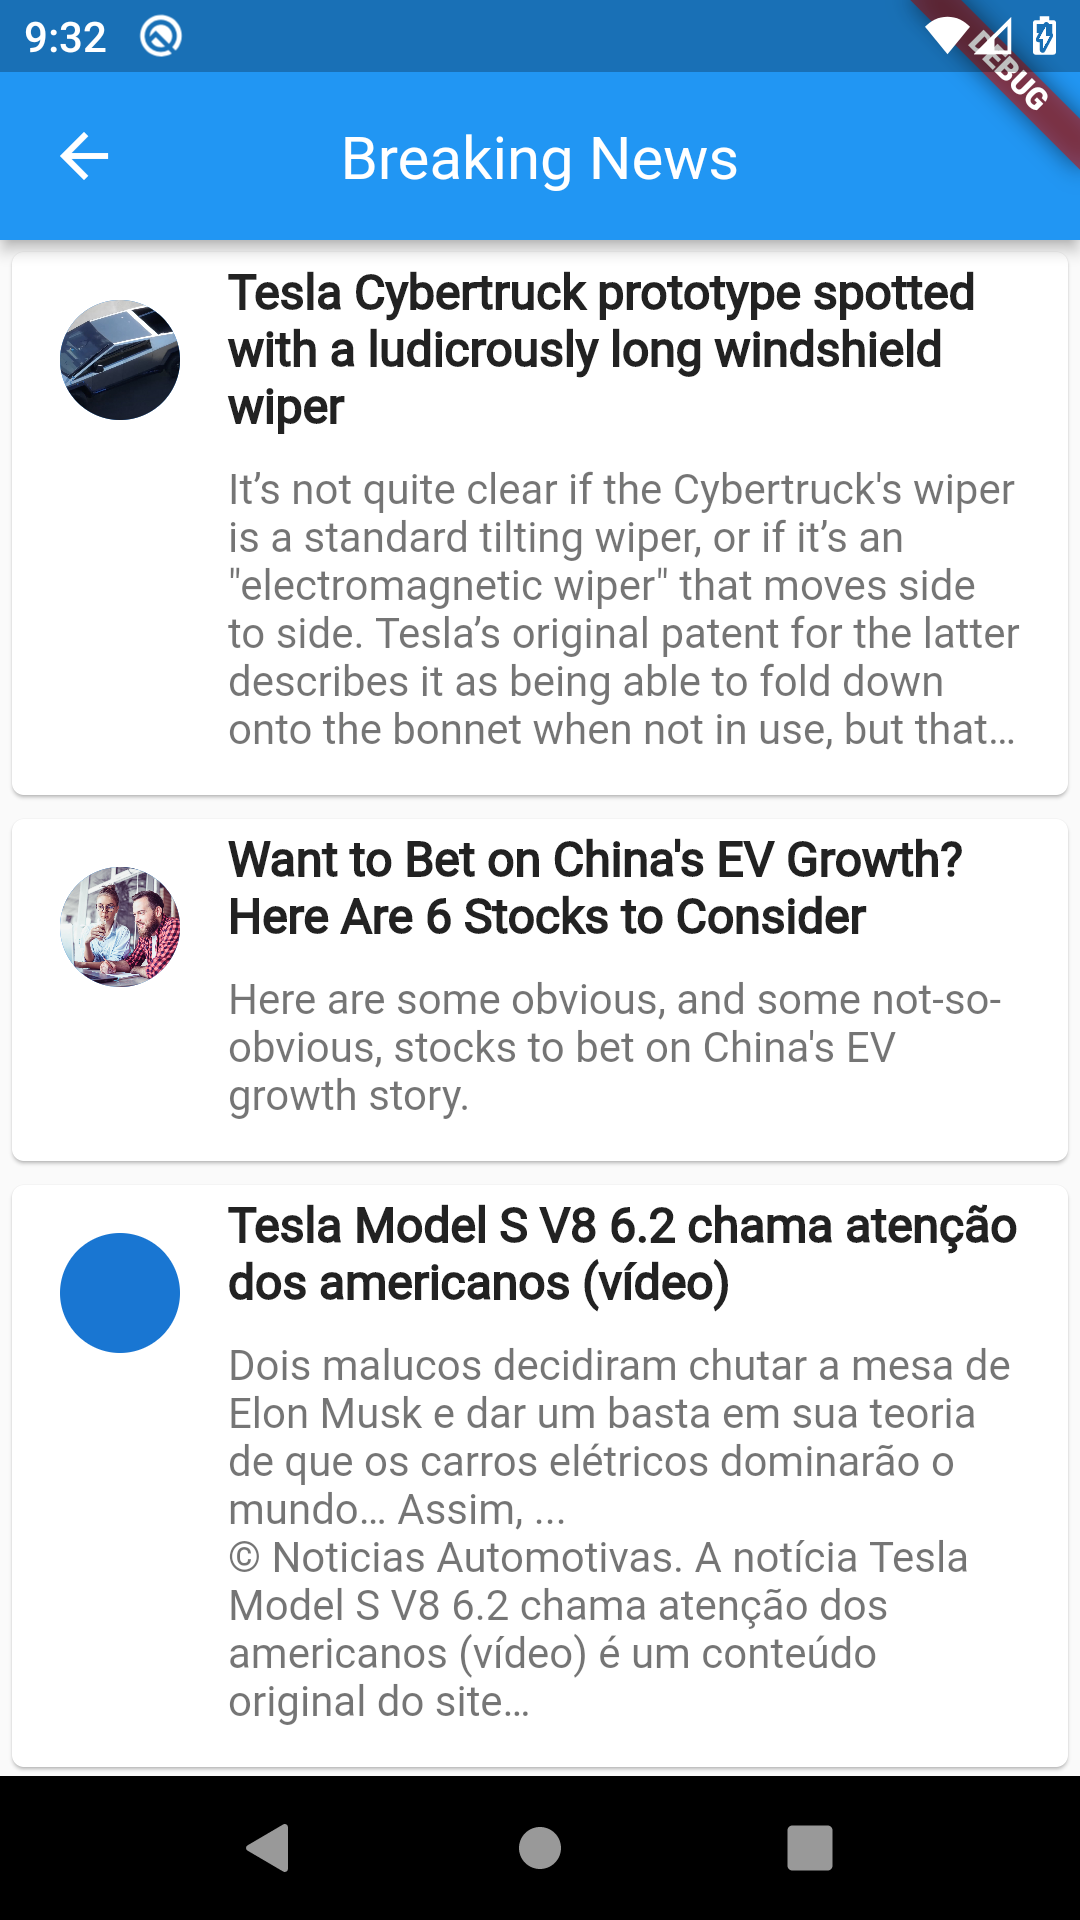 9:32
DEBUG
Breaking News
Tesla Cybertruck prototype spotted
with a ludicrously long windshield
wiper
It’s not quite clear if the Cybertruck's wiper
is a standard tilting wiper, or if it’s an
"electromagnetic wiper" that moves side
to side. Tesla’s original patent for the latter
describes it as being able to fold down
onto the bonnet when not in use, but that…
Want to Bet on China's EV Growth?
Here Are 6 Stocks to Consider
Here are some obvious, and some not-so-
obvious, stocks to bet on China's EV
growth story.
Tesla Model S V8 6.2 chama atenção
dos americanos (vídeo)
Dois malucos decidiram chutar a mesa de
Elon Musk e dar um basta em sua teoria
de que os carros elétricos dominarão o
mundo… Assim, ...
© Noticias Automotivas. A notícia Tesla
Model S V8 6.2 chama atenção dos
americanos (vídeo) é um conteúdo
original do site…